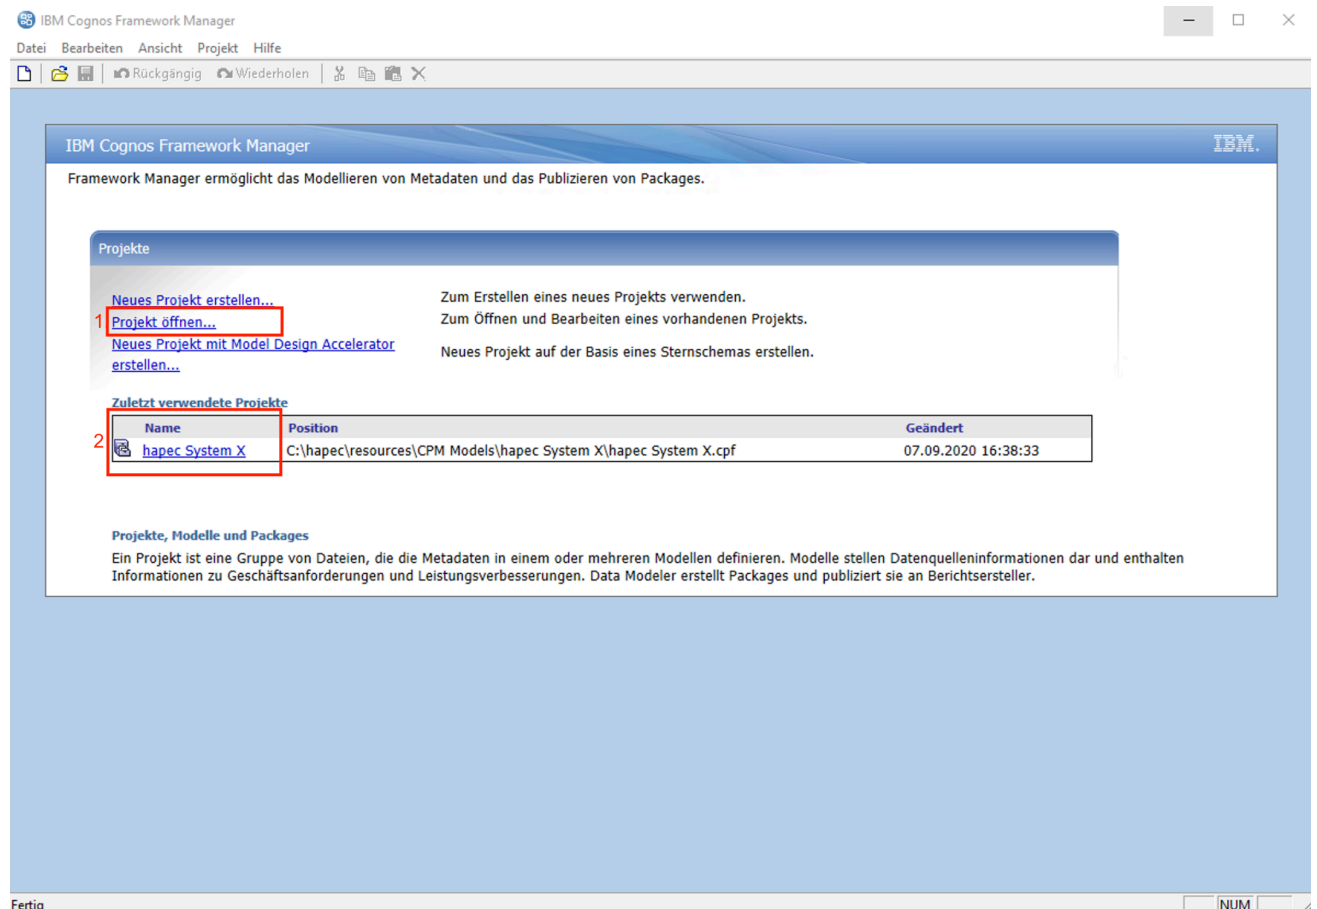 IBM Cognos Framework Manager
Datei Bearbeiten Ansicht Projekt Hilfe
Rückgängig Wiederholen
IBM Cognos Framework Manager IBM.
Framework Manager ermöglicht das Modellieren von Metadaten und das Publizieren von Packages.
Projekte
Neues Projekt erstellen... Zum Erstellen eines neues Projekts verwenden.
1 Projekt öffnen... Zum Öffnen und Bearbeiten eines vorhandenen Projekts.
Neues Projekt mit Model Design Accelerator
erstellen... Neues Projekt auf der Basis eines Sternschemas erstellen.
Zuletzt verwendete Projekte
Name Position Geändert
2 hapec System X C:\hapec\resources\CPM Models\hapec System X\hapec System X.cpf 07.09.2020 16:38:33
Projekte, Modelle und Packages
Ein Projekt ist eine Gruppe von Dateien, die die Metadaten in einem oder mehreren Modellen definieren. Modelle stellen Datenquelleninformationen dar und enthalten
Informationen zu Geschäftsanforderungen und Leistungsverbesserungen. Data Modeler erstellt Packages und publiziert sie an Berichtsersteller.
Fertig NUM